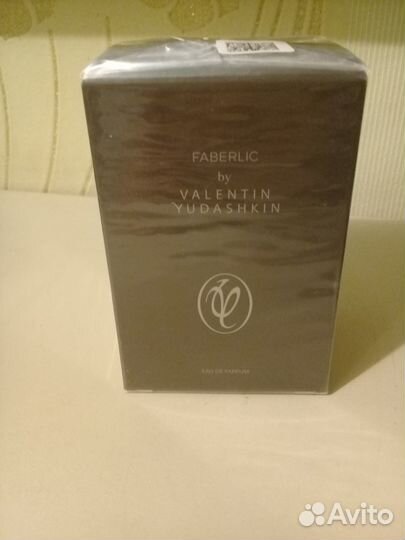 FABERLIC
by
VALENTIN
YUDASHKIN
EAU DE PARFUM
Avito